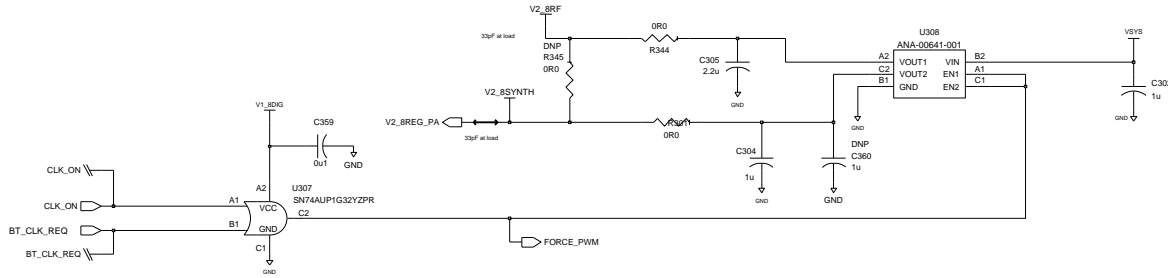 V2_8RF
33pF at load
0R0
R344
DNP
R345
0R0
C305
2.2u
GND
U308
ANA-00641-001
A2
VOUT1
C2
VOUT2
B1
GND
VIN
B2
EN1
A1
EN2
C1
GND
VSYS
1u
GND
V2_8SYNTH
V2_8REG_PA
33pF at load
R301
0R0
C304
1u
GND
DNP
C360
1u
GND
V1_8DIG
C359
0u1
GND
CLK_ON
CLK_ON
BT_CLK_REQ
BT_CLK_REQ
A1
B1
A2
VCC
GND
C1
GND
U307
SN74AUP1G32YZPR
C2
FORCE_PWM